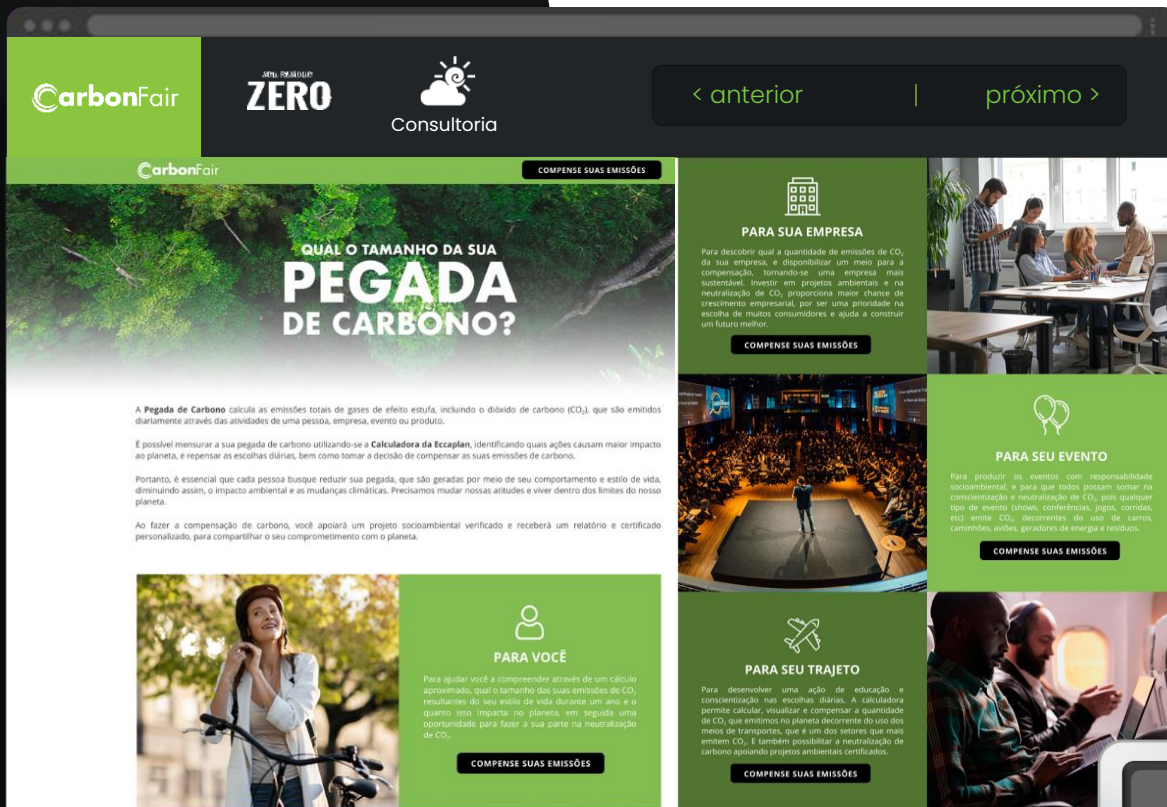 CarbonFair
SEU RESÍDUO
ZERO
Consultoria
< anterior | próximo >
CarbonFair
COMPENSE SUAS EMISSÕES
QUAL O TAMANHO DA SUA
PEGADA
DE CARBONO?
A Pegada de Carbono calcula as emissões totais de gases de efeito estufa, incluindo o dióxido de carbono (CO₂), que são emitidos
diariamente através das atividades de uma pessoa, empresa, evento ou produto.
É possível mensurar a sua pegada de carbono utilizando-se a Calculadora da Eccaplan, identificando quais ações causam maior impacto
ao planeta, e repensar as escolhas diárias, bem como tomar a decisão de compensar as suas emissões de carbono.
Portanto, é essencial que cada pessoa busque reduzir sua pegada, que são geradas por meio de seu comportamento e estilo de vida,
diminuindo assim, o impacto ambiental e as mudanças climáticas. Precisamos mudar nossas atitudes e viver dentro dos limites do nosso
planeta.
Ao fazer a compensação de carbono, você apoiará um projeto socioambiental verificado e receberá um relatório e certificado
personalizado, para compartilhar o seu comprometimento com o planeta.
PARA VOCÊ
Para ajudar você a compreender através de um cálculo
aproximado, qual o tamanho das suas emissões de CO₂
resultantes do seu estilo de vida durante um ano e o
quanto isso impacta no planeta, em seguida uma
oportunidade para fazer a sua parte na neutralização
de CO₂.
COMPENSE SUAS EMISSÕES
PARA SUA EMPRESA
Para descobrir qual a quantidade de emissões de CO₂
da sua empresa, e disponibilizar um meio para a
compensação, tornando-se uma empresa mais
sustentável. Investir em projetos ambientais e na
neutralização de CO₂ proporciona maior chance de
crescimento empresarial, por ser uma prioridade na
escolha de muitos consumidores e ajuda a construir
um futuro melhor.
COMPENSE SUAS EMISSÕES
PARA SEU EVENTO
Para produzir os eventos com responsabilidade
socioambiental, e para que todos possam somar na
conscientização e neutralização de CO₂, pois qualquer
tipo de evento (shows, conferências, jogos, corridas,
etc) emite CO₂, decorrentes do uso de carros,
caminhões, aviões, geradores de energia e resíduos.
COMPENSE SUAS EMISSÕES
PARA SEU TRAJETO
Para desenvolver uma ação de educação e
conscientização nas escolhas diárias. A calculadora
permite calcular, visualizar e compensar a quantidade
de CO₂ que emitimos no planeta decorrente do uso dos
meios de transportes, que é um dos setores que mais
emitem CO₂. E também possibilitar a neutralização de
carbono apoiando projetos ambientais certificados.
COMPENSE SUAS EMISSÕES